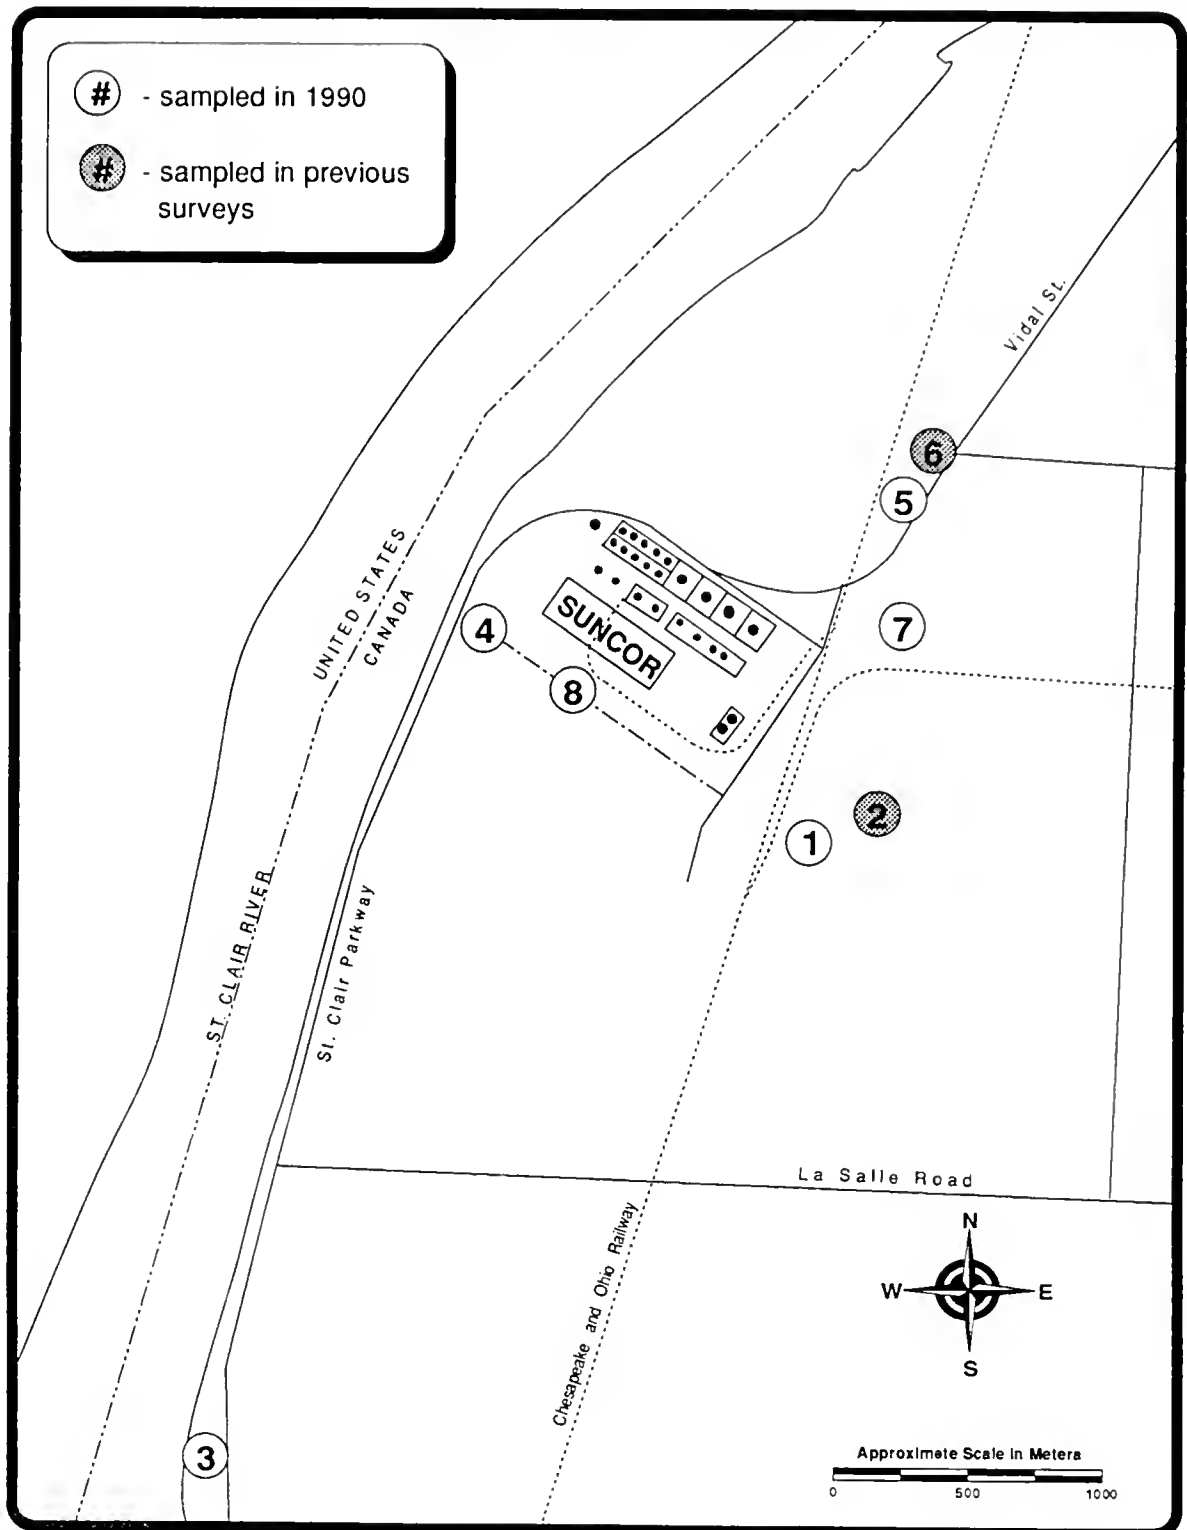 # - sampled in 1990
# - sampled in previous
surveys
Vidal St.
6
5
UNITED STATES
CANADA
SUNCOR
4
7
8
2
1
ST. CLAIR RIVER
St. Clair Parkway
La Salle Road
Chesapeake and Ohio Railway
N
W E
S
3
Approximete Scale in Metera
0 500 1000